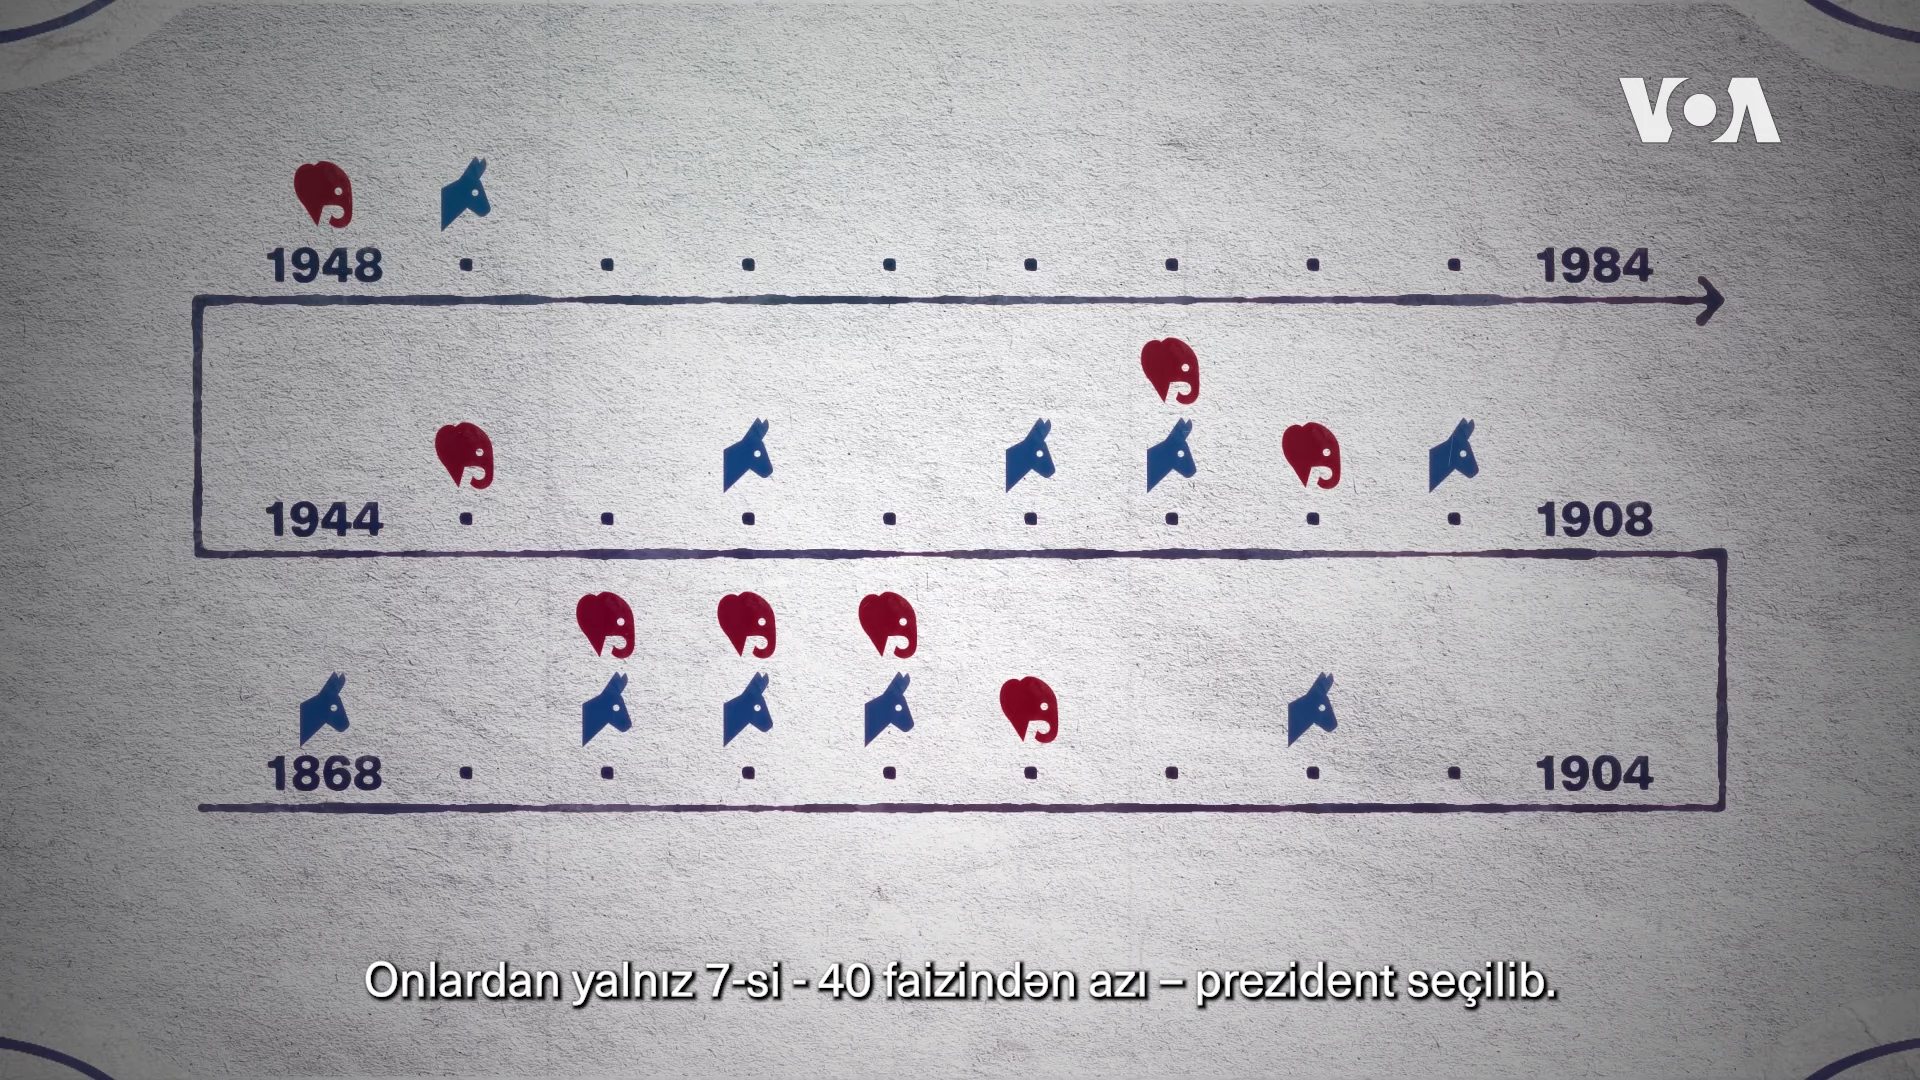 VOA
1948 1984
1944 1908
1868 1904
Onlardan yalnız 7-si - 40 faizindən azı – prezident seçilib.